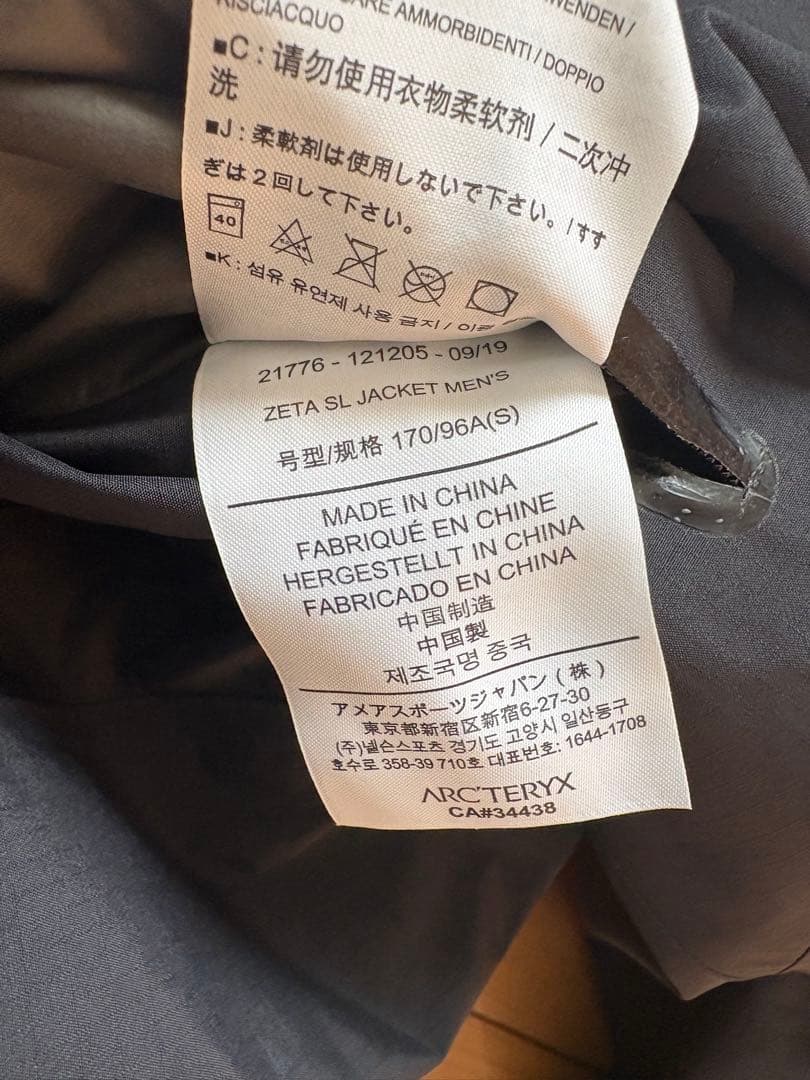 AMMORBIDENTI / DOPPIO
RISCIACQUO
■C : 请勿使用衣物柔软剂 / 二次冲
洗
■J : 柔軟剤は使用しないで下さい。/ すす
ぎは2回して下さい。
40
■K : 섬유 유연제 사용 금지 /
21776 - 121205 - 09/19
ZETA SL JACKET MEN'S
号型/规格 170/96A(S)
MADE IN CHINA
FABRIQUÉ EN CHINE
HERGESTELLT IN CHINA
FABRICADO EN CHINA
中国制造
中国製
제조국명 중국
アメアスポーツジャパン ( 株 )
東京都新宿区新宿6-27-30
(주)넬슨스포츠 경기도 고양시 일산동구
호수로 358-39 710호 대표번호: 1644-1708
ARC'TERYX
CA#34438